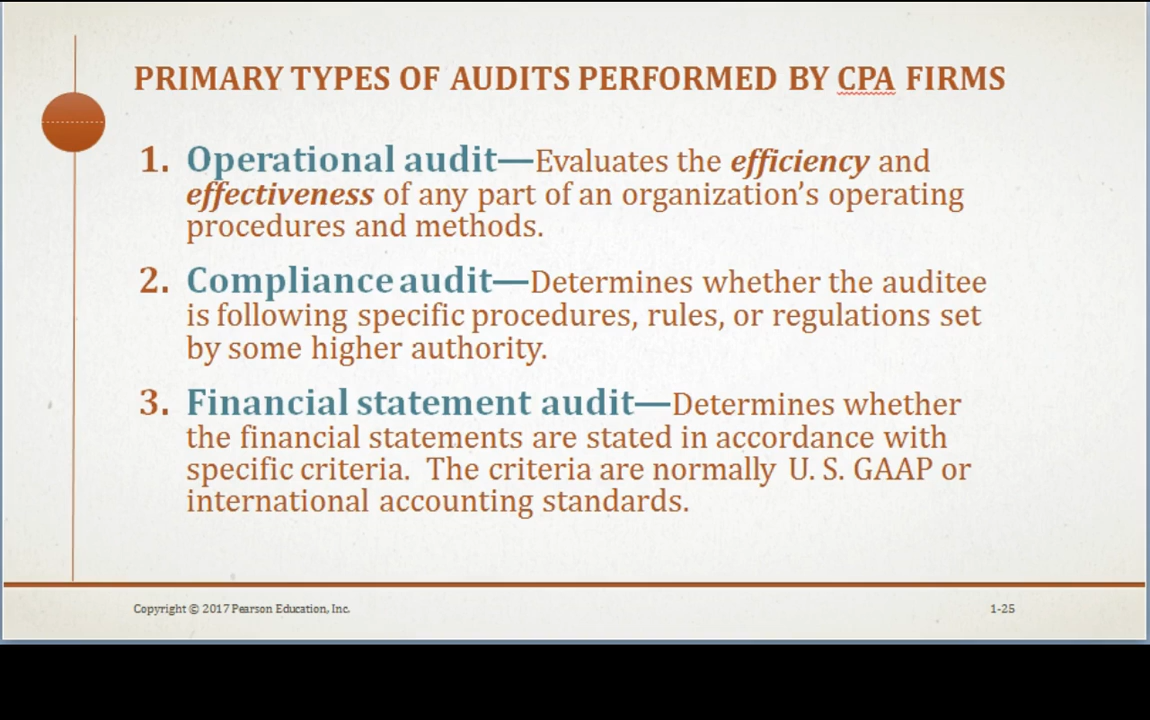 PRIMARY TYPES OF AUDITS PERFORMED BY CPA FIRMS
1. Operational audit—Evaluates the efficiency and
effectiveness of any part of an organization’s operating
procedures and methods.
2. Compliance audit—Determines whether the auditee
is following specific procedures, rules, or regulations set
by some higher authority.
3. Financial statement audit—Determines whether
the financial statements are stated in accordance with
specific criteria. The criteria are normally U. S. GAAP or
international accounting standards.
Copyright © 2017 Pearson Education, Inc.
1-25